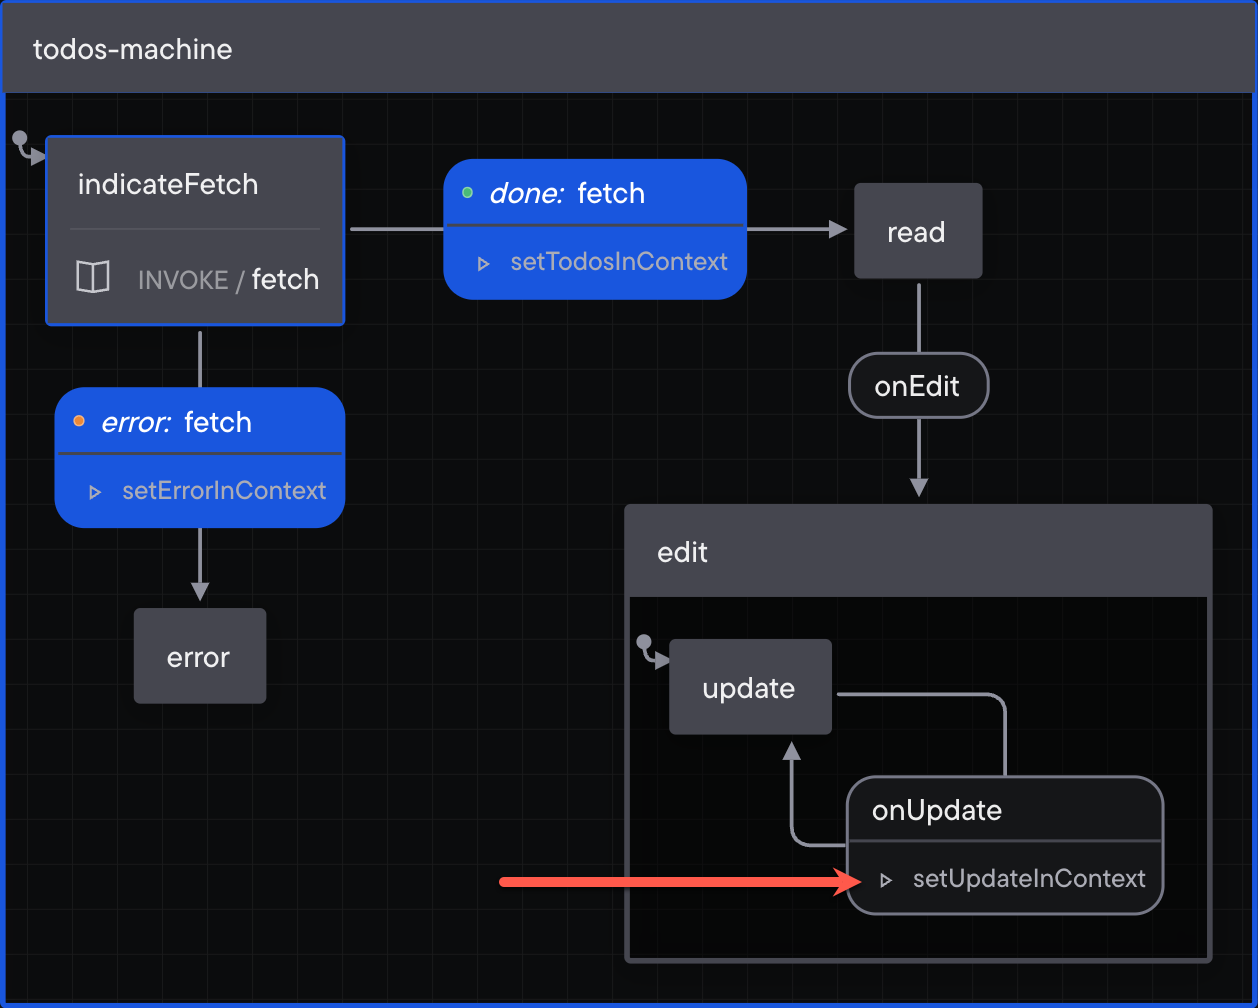 todos-machine
indicateFetch
INVOKE / fetch
done: fetch
setTodosInContext
read
onEdit
error: fetch
setErrorInContext
error
edit
update
onUpdate
setUpdateInContext